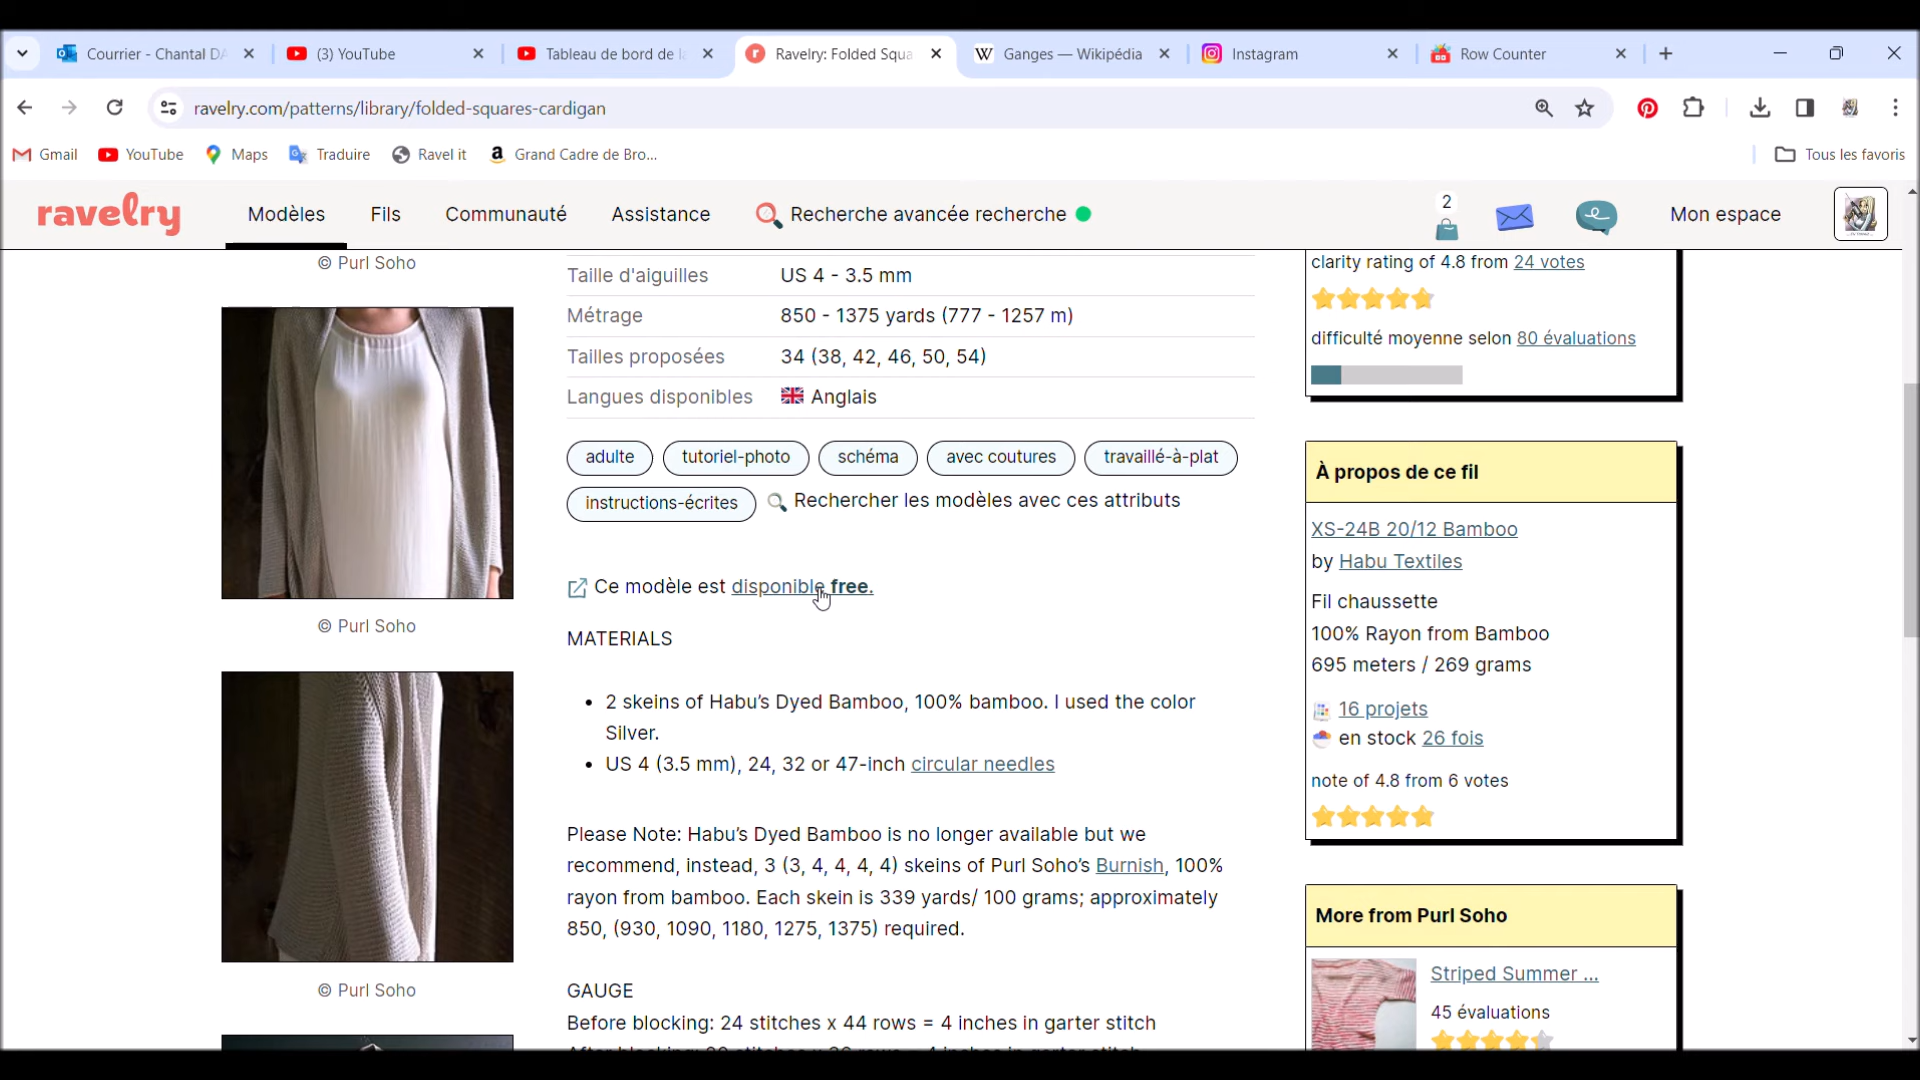 Courrier - Chantal DA
(3) YouTube
Tableau de bord de la
Ravelry: Folded Squa
Ganges — Wikipédia
Instagram
Row Counter
ravelry.com/patterns/library/folded-squares-cardigan
Gmail
YouTube
Maps
Traduire
Ravel it
Grand Cadre de Bro...
Tous les favoris
ravelry
Modèles
Fils
Communauté
Assistance
Recherche avancée recherche
2
Mon espace
© Purl Soho
© Purl Soho
© Purl Soho
Taille d'aiguilles US 4 - 3.5 mm
Métrage 850 - 1375 yards (777 - 1257 m)
Tailles proposées 34 (38, 42, 46, 50, 54)
Langues disponibles Anglais
adulte tutoriel-photo schéma avec coutures travaillé-à-plat
instructions-écrites Rechercher les modèles avec ces attributs
Ce modèle est disponible free.
MATERIALS
• 2 skeins of Habu's Dyed Bamboo, 100% bamboo. I used the color
Silver.
• US 4 (3.5 mm), 24, 32 or 47-inch circular needles
Please Note: Habu's Dyed Bamboo is no longer available but we
recommend, instead, 3 (3, 4, 4, 4, 4) skeins of Purl Soho's Burnish, 100%
rayon from bamboo. Each skein is 339 yards/ 100 grams; approximately
850, (930, 1090, 1180, 1275, 1375) required.
GAUGE
Before blocking: 24 stitches x 44 rows = 4 inches in garter stitch
clarity rating of 4.8 from 24 votes
difficulté moyenne selon 80 évaluations
À propos de ce fil
XS-24B 20/12 Bamboo
by Habu Textiles
Fil chaussette
100% Rayon from Bamboo
695 meters / 269 grams
16 projets
en stock 26 fois
note of 4.8 from 6 votes
More from Purl Soho
Striped Summer ...
45 évaluations